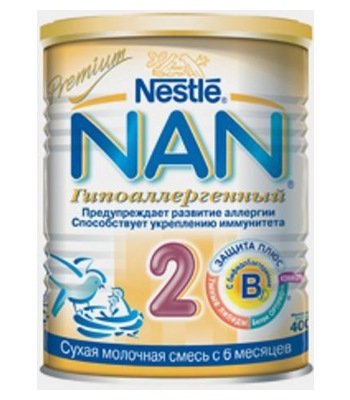 Premium
Nestlé®
NAN®
Гипоаллергенный
Предупреждает развитие аллергии
Способствует укреплению иммунитета
2
ЗАЩИТА ПЛЮС
с бифидобактериями
B
400
Сухая молочная смесь с 6 месяцев